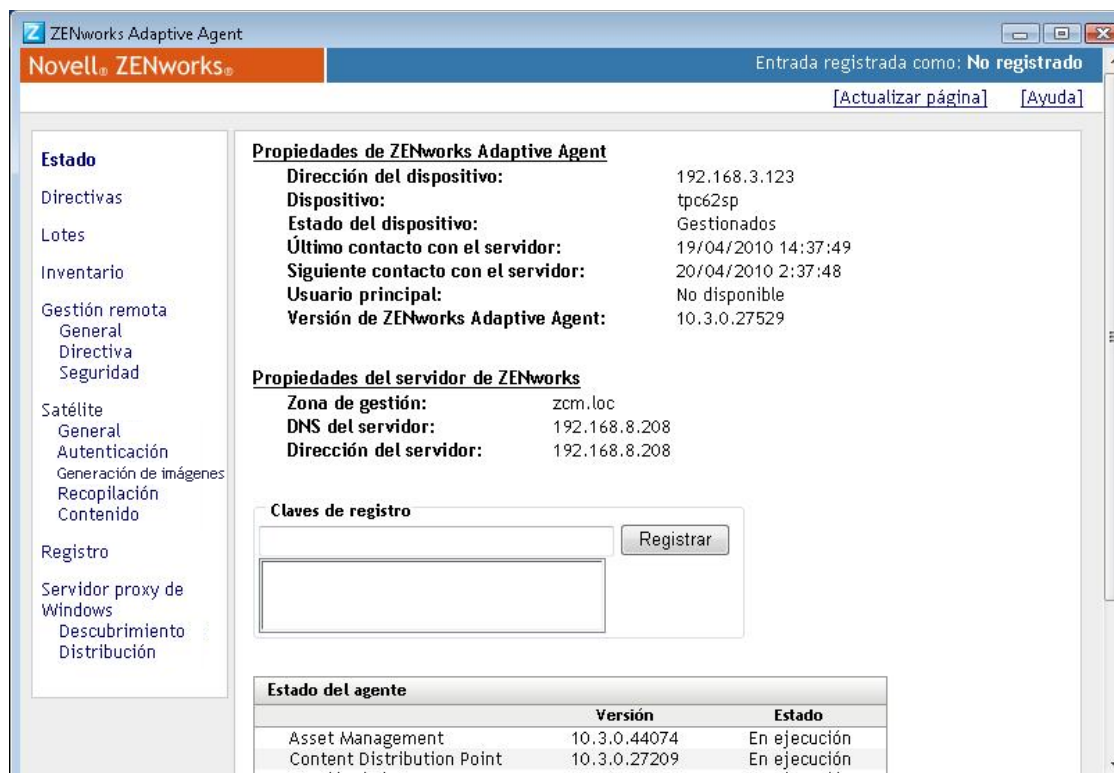 ZENworks Adaptive Agent
Novell® ZENworks®
Entrada registrada como: No registrado
[Actualizar página] [Ayuda]
Estado
Directivas
Lotes
Inventario
Gestión remota
General
Directiva
Seguridad
Satélite
General
Autenticación
Generación de imágenes
Recopilación
Contenido
Registro
Servidor proxy de
Windows
Descubrimiento
Distribución
Propiedades de ZENworks Adaptive Agent
Dirección del dispositivo: 192.168.3.123
Dispositivo: tpc62sp
Estado del dispositivo: Gestionados
Último contacto con el servidor: 19/04/2010 14:37:49
Siguiente contacto con el servidor: 20/04/2010 2:37:48
Usuario principal: No disponible
Versión de ZENworks Adaptive Agent: 10.3.0.27529
Propiedades del servidor de ZENworks
Zona de gestión: zcm.loc
DNS del servidor: 192.168.8.208
Dirección del servidor: 192.168.8.208
Claves de registro
Registrar
Estado del agente
Versión Estado
Asset Management 10.3.0.44074 En ejecución
Content Distribution Point 10.3.0.27209 En ejecución